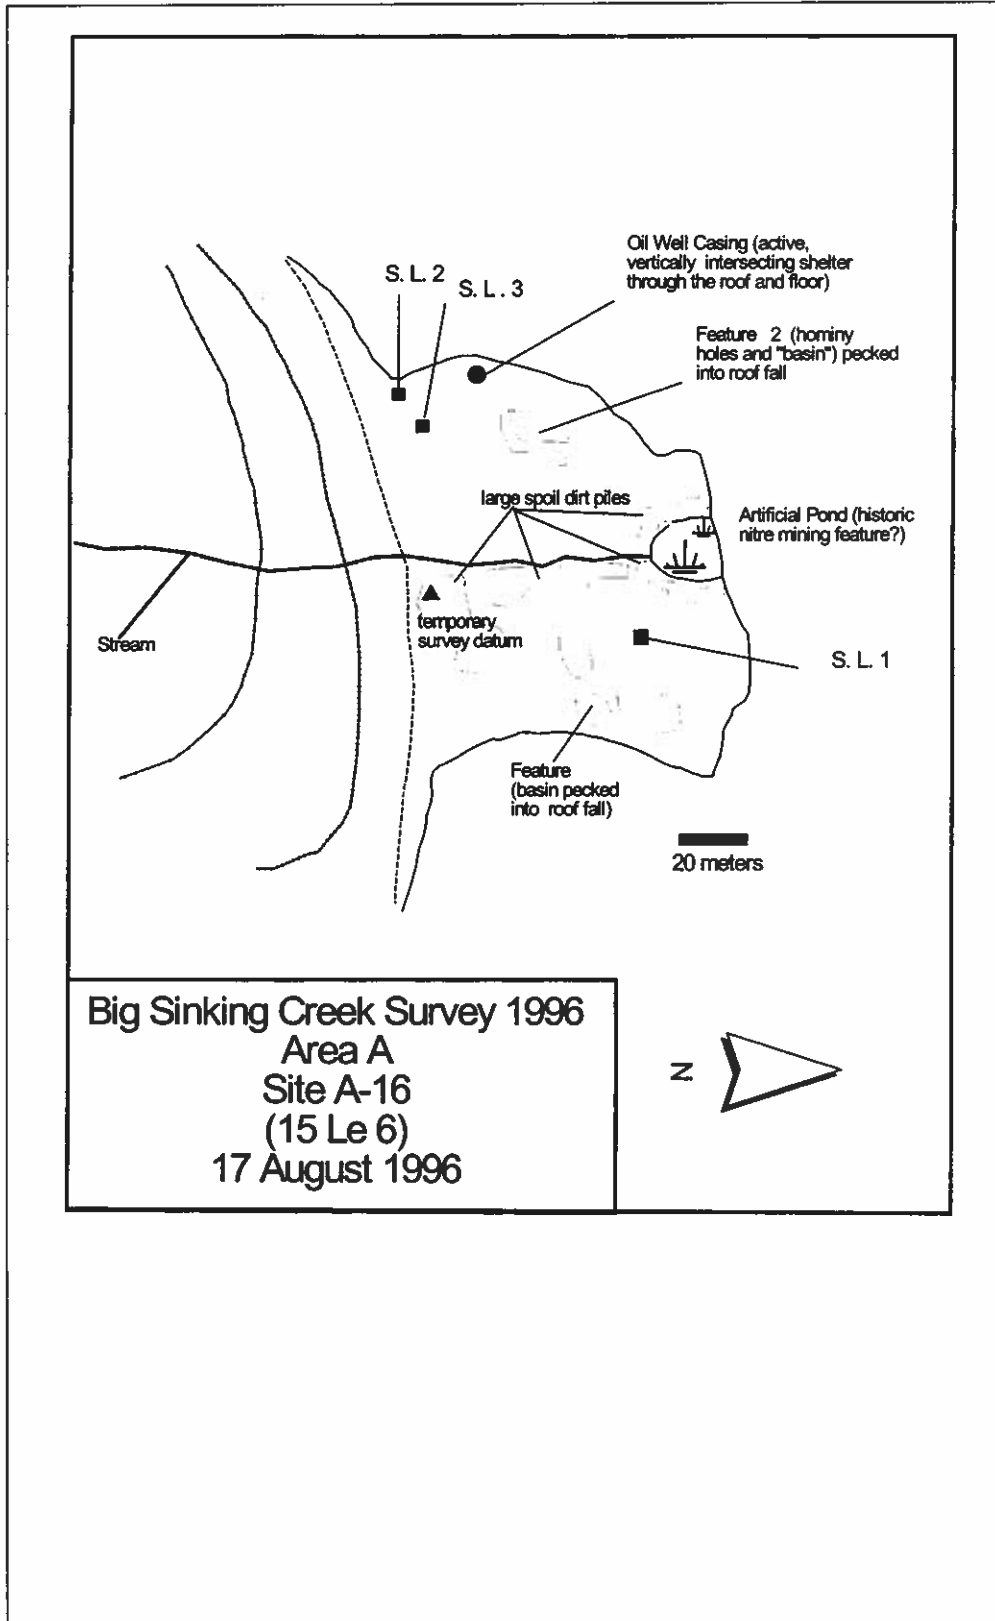 Oil Well Casing (active,
vertically intersecting shelter
through the roof and floor)
S. L. 2
S. L. 3
Feature 2 (hominy
holes and "basin") pecked
into roof fall
large spoil dirt piles
Artificial Pond (historic
nitre mining feature?)
temporary
survey datum
Stream
S. L. 1
Feature
(basin pecked
into roof fall)
20 meters
Big Sinking Creek Survey 1996
Area A
Site A-16
(15 Le 6)
17 August 1996
N